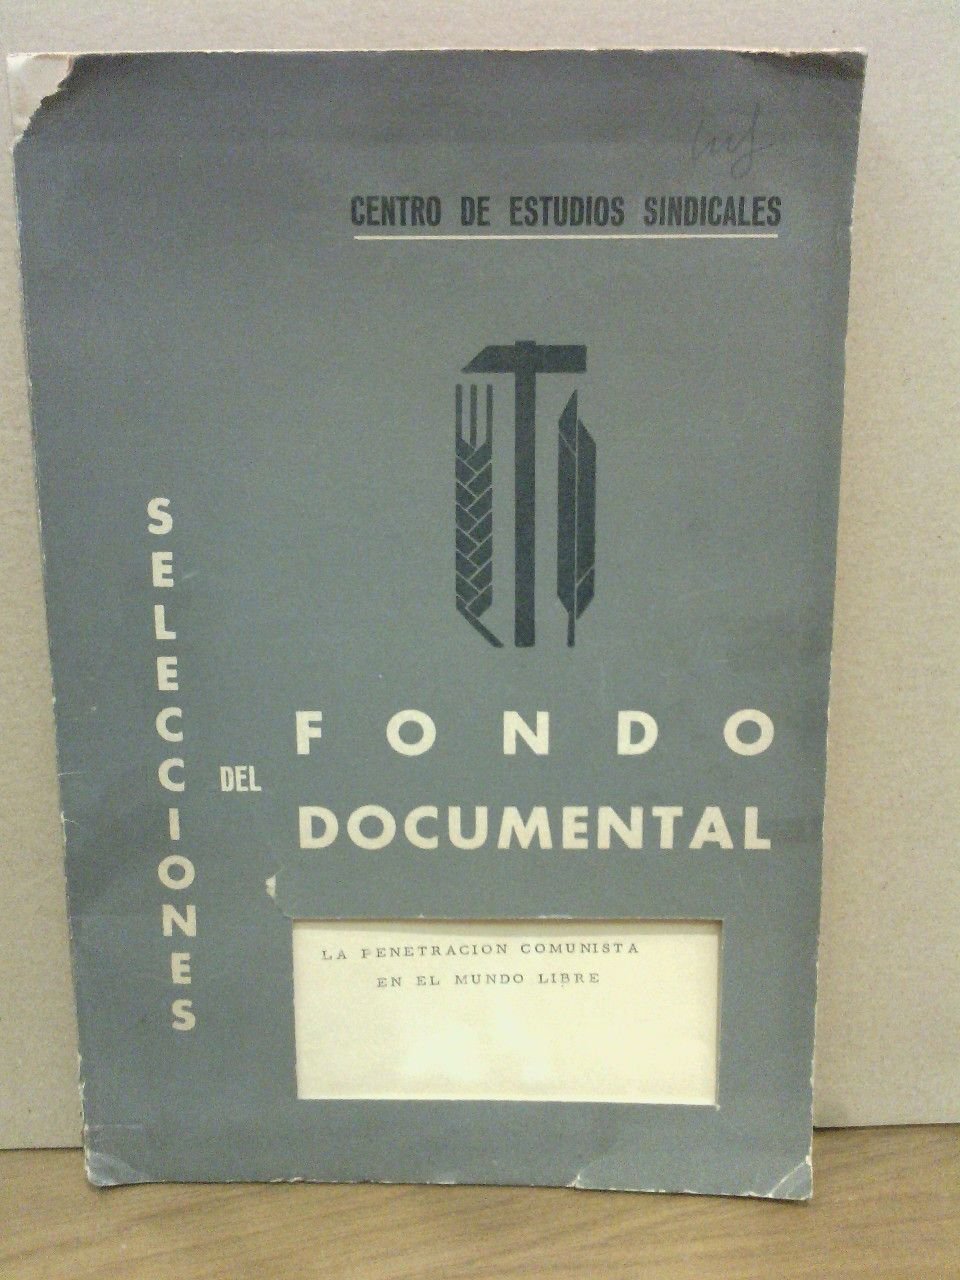 CENTRO DE ESTUDIOS SINDICALES
SELECCIONES
DEL
FONDO
DOCUMENTAL
LA PENETRACION COMUNISTA
EN EL MUNDO LIBRE